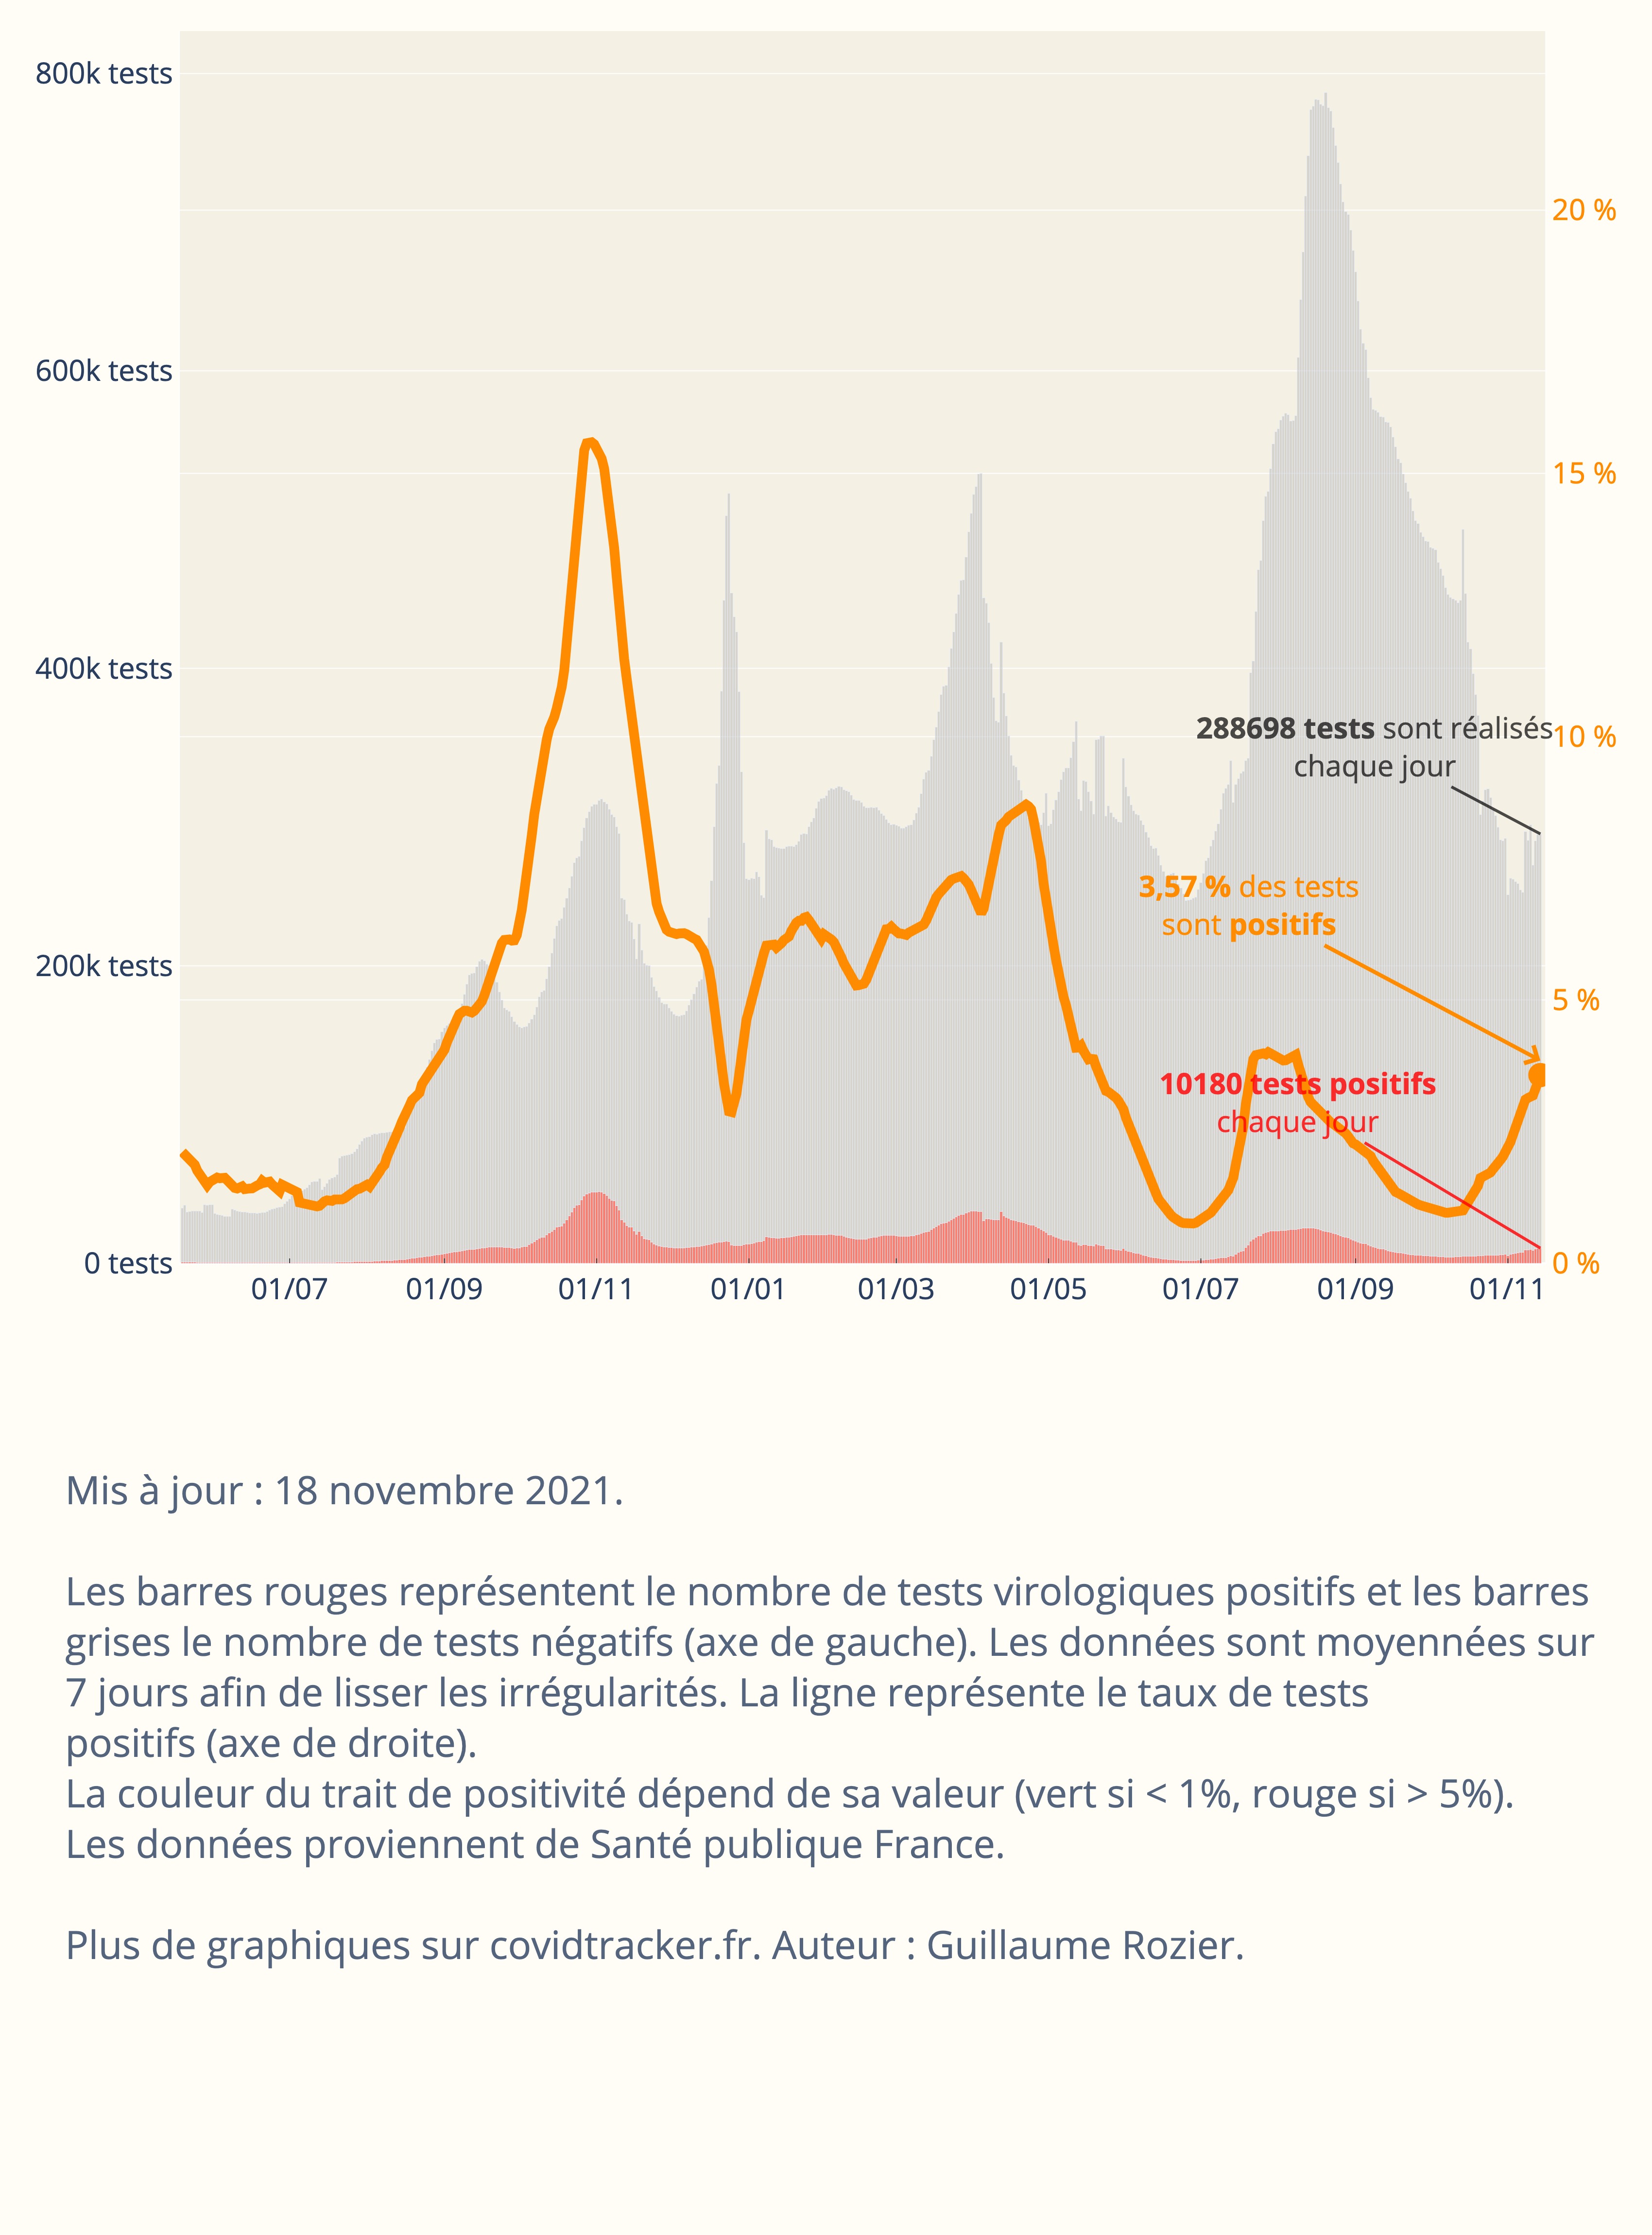 800k tests
20 %
600k tests
15 %
400k tests
288698 tests sont réalisés
chaque jour
10 %
3,57 % des tests
sont positifs
200k tests
5 %
10180 tests positifs
chaque jour
0 tests
0 %
01/07 01/09 01/11 01/01 01/03 01/05 01/07 01/09 01/11
Mis à jour : 18 novembre 2021.
Les barres rouges représentent le nombre de tests virologiques positifs et les barres
grises le nombre de tests négatifs (axe de gauche). Les données sont moyennées sur
7 jours afin de lisser les irrégularités. La ligne représente le taux de tests
positifs (axe de droite).
La couleur du trait de positivité dépend de sa valeur (vert si < 1%, rouge si > 5%).
Les données proviennent de Santé publique France.
Plus de graphiques sur covidtracker.fr. Auteur : Guillaume Rozier.